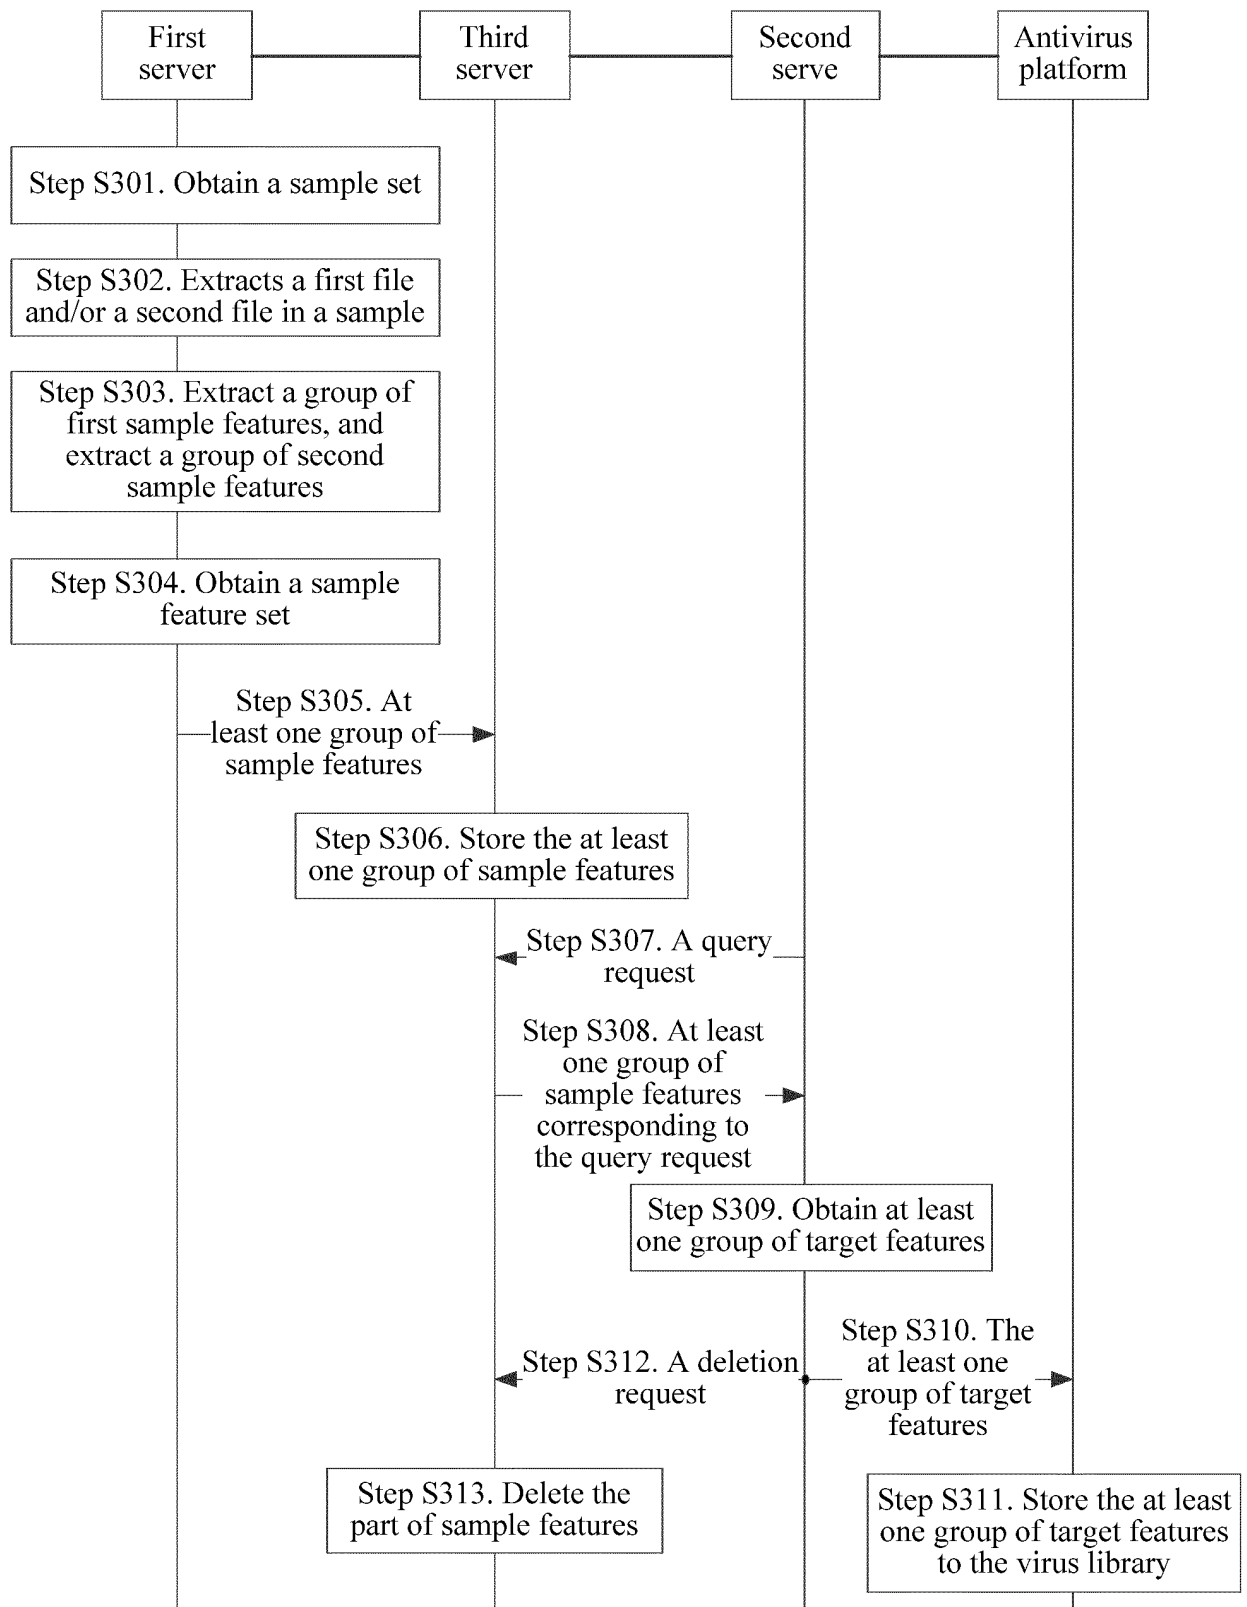 First
server
Third
server
Second
serve
Antivirus
platform
Step S301. Obtain a sample set
Step S302. Extracts a first file
and/or a second file in a sample
Step S303. Extract a group of
first sample features, and
extract a group of second
sample features
Step S304. Obtain a sample
feature set
Step S305. At
least one group of
sample features
Step S306. Store the at least
one group of sample features
Step S307. A query
request
Step S308. At least
one group of
sample features
corresponding to
the query request
Step S309. Obtain at least
one group of target features
Step S312. A deletion
request
Step S310. The
at least one
group of target
features
Step S313. Delete the
part of sample features
Step S311. Store the at least
one group of target features
to the virus library